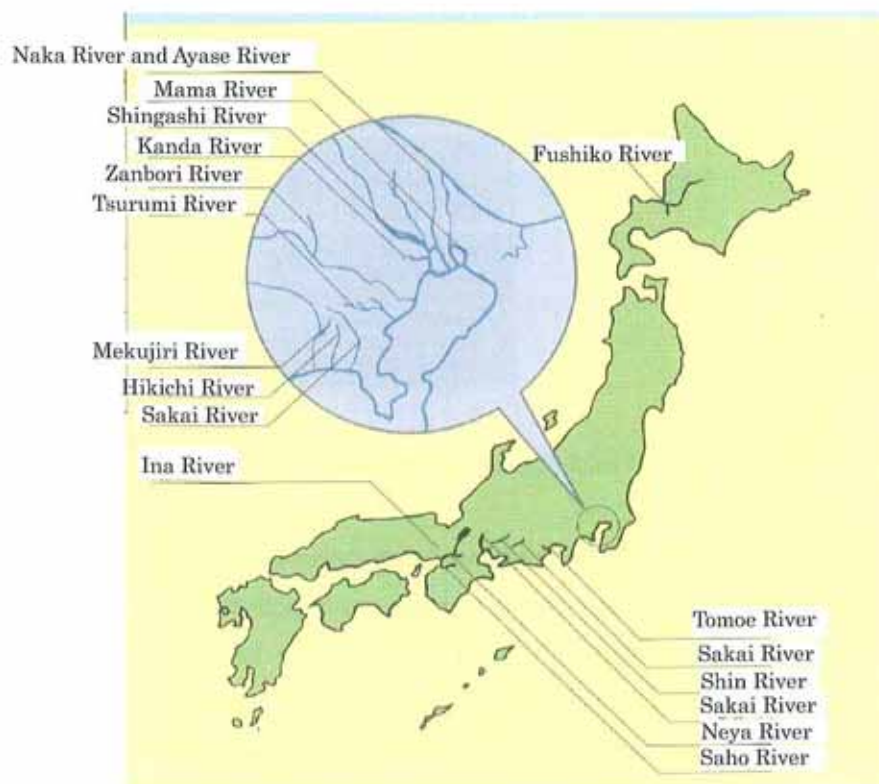 Naka River and Ayase River
Mama River
Shingashi River
Kanda River
Zanbori River
Tsurumi River
Fushiko River
Mekujiri River
Hikichi River
Sakai River
Ina River
Tomoe River
Sakai River
Shin River
Sakai River
Neya River
Saho River